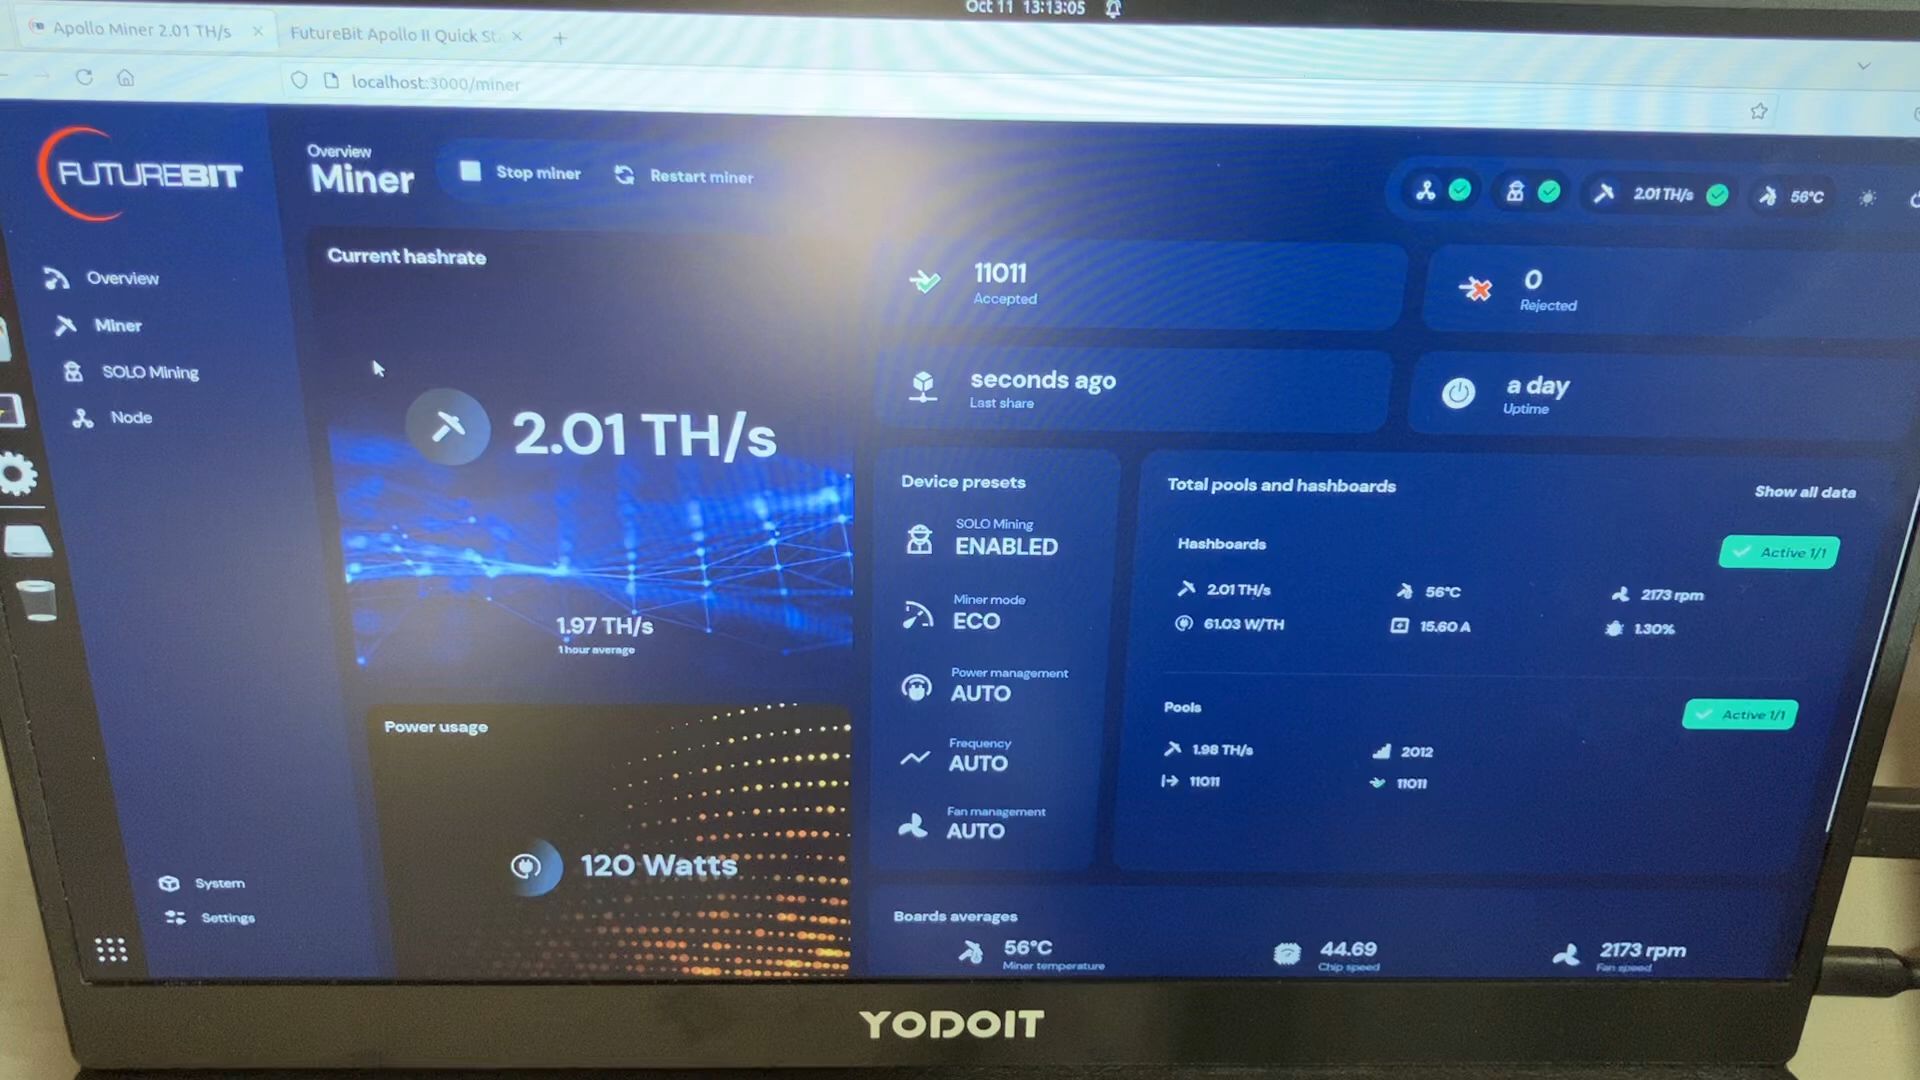 Oct 11 13:13:05
Apollo Miner 2.01 TH/s
FutureBit Apollo II Quick St
localhost:3000/miner
FUTUREBIT
Overview
Miner
Stop miner
Restart miner
2.01 TH/s
56°C
Overview
Miner
SOLO Mining
Node
System
Settings
Current hashrate
2.01 TH/s
1.97 TH/s
1 hour average
Power usage
120 Watts
11011
Accepted
0
Rejected
seconds ago
Last share
a day
Uptime
Device presets
SOLO Mining
ENABLED
Miner mode
ECO
Power management
AUTO
Frequency
AUTO
Fan management
AUTO
Total pools and hashboards
Show all data
Hashboards
Active 1/1
2.01 TH/s
56°C
2173 rpm
61.03 W/TH
15.60 A
1.30%
Pools
Active 1/1
1.98 TH/s
2012
11011
11011
Boards averages
56°C
Miner temperature
44.69
Chip speed
2173 rpm
Fan speed
YODOIT